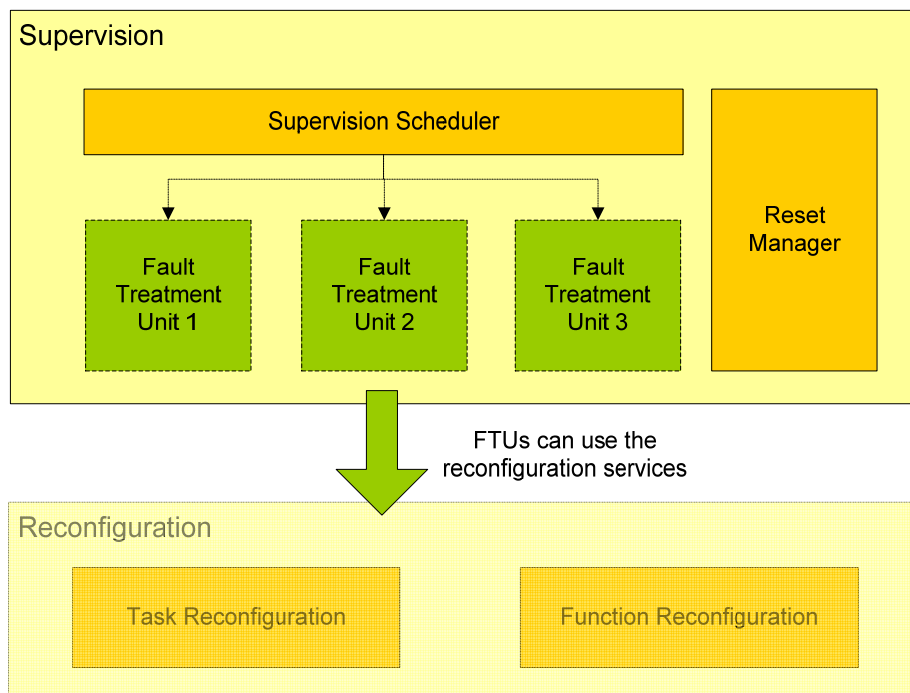 Supervision
Supervision Scheduler
Reset
Manager
Fault
Treatment
Unit 1
Fault
Treatment
Unit 2
Fault
Treatment
Unit 3
FTUs can use the
reconfiguration services
Reconfiguration
Task Reconfiguration
Function Reconfiguration